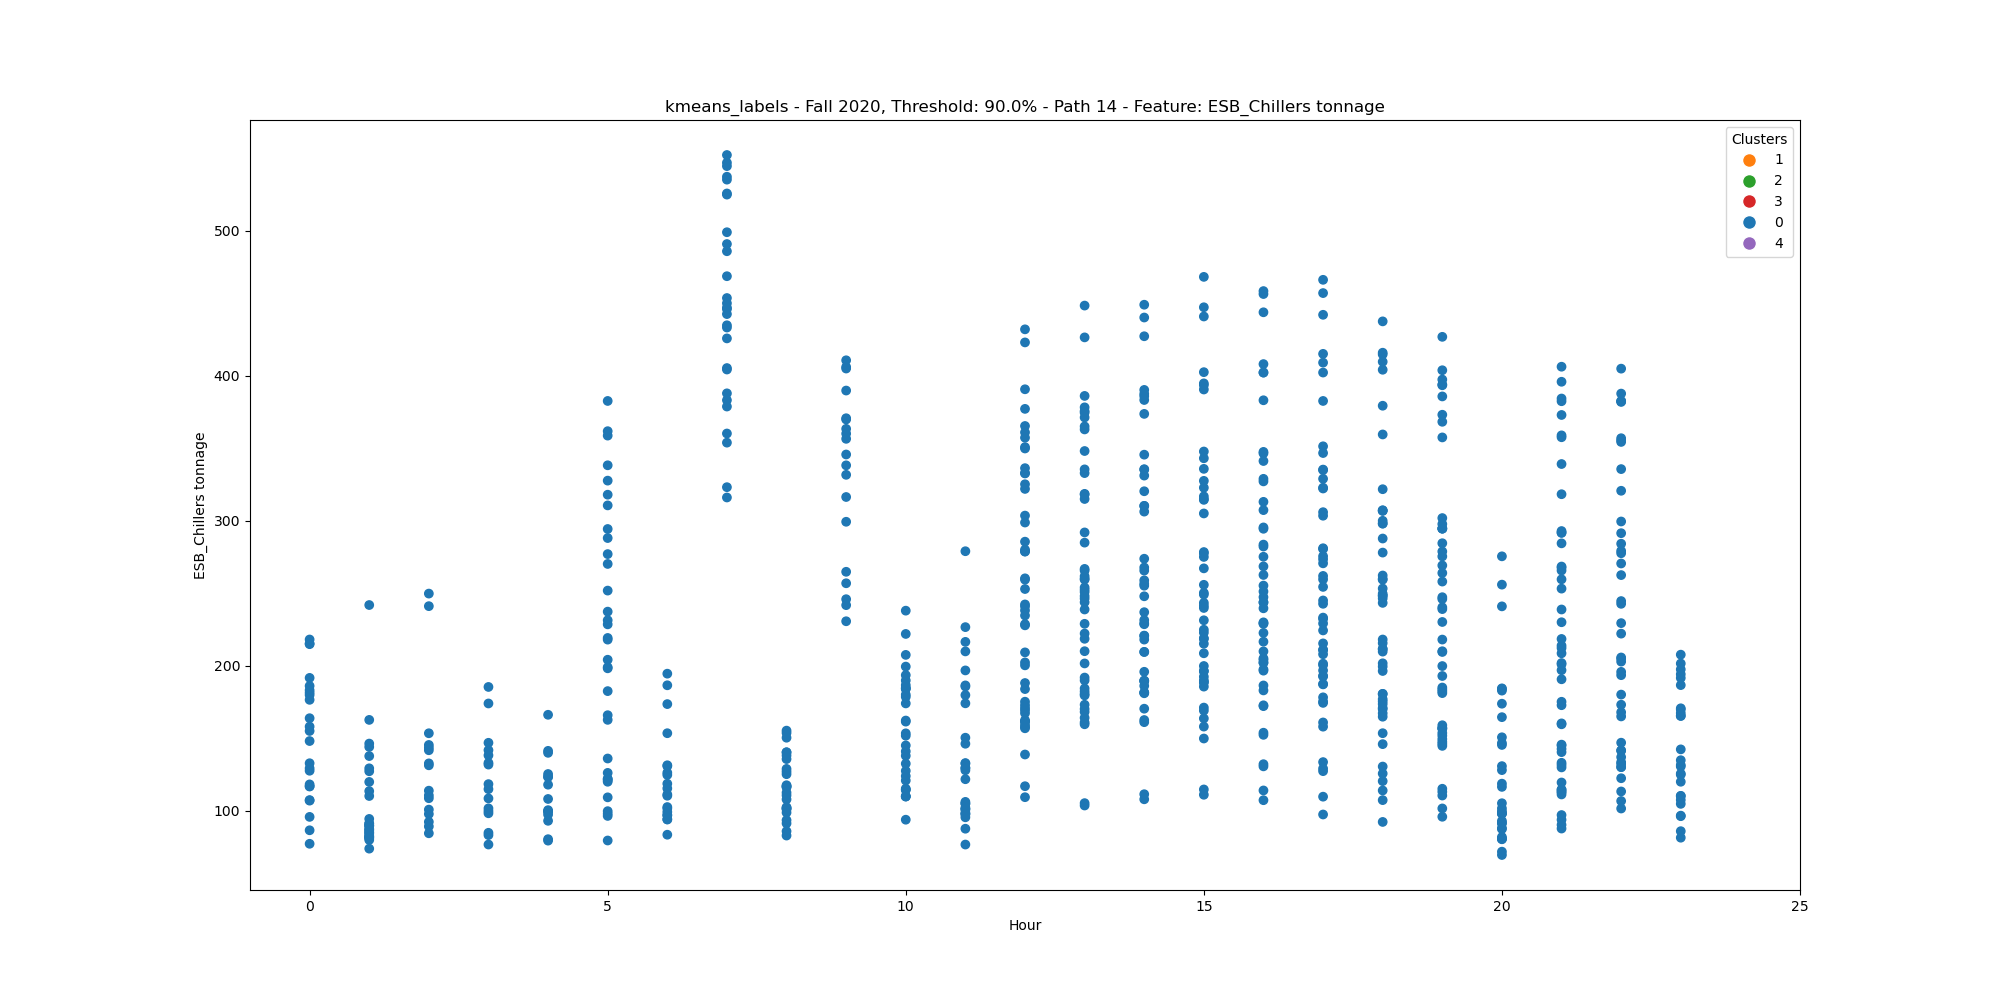 kmeans_labels - Fall 2020, Threshold: 90.0% - Path 14 - Feature: ESB_Chillers tonnage
Clusters
1
2
3
0
4
500
400
300
200
100
ESB_Chillers tonnage
0 5 10 15 20 25
Hour